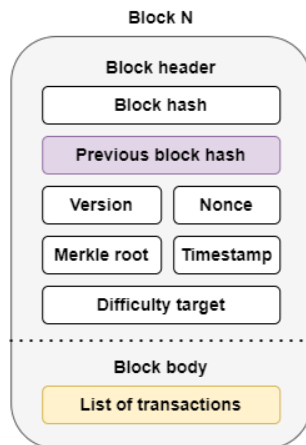 Block N
Block header
Block hash
Previous block hash
Version Nonce
Merkle root Timestamp
Difficulty target
Block body
List of transactions